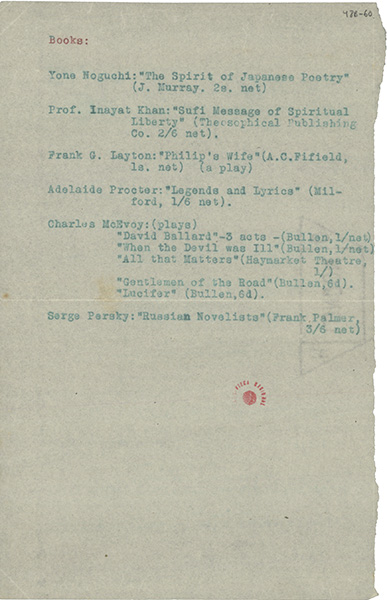 478-60
Books:
Yone Noguchi:"The Spirit of Japanese Poetry"
(J. Murray. 2s. net)
Prof. Inayat Khan:"Sufi Message of Spiritual
Liberty" (Theosophical Publishing
Co. 2/6 net).
Frank G. Layton:"Philip's Wife"(A.C.Fifield,
1s. net) (a play)
Adelaide Procter:"Legends and Lyrics" (Mil-
ford, 1/6 net).
Charles McEvoy:(plays)
"David Ballard"-3 acts -(Bullen,1/net)
"When the Devil was Ill"(Bullen,1/net)
"All that Matters"(Haymarket Theatre,
1/)
"Gentlemen of the Road"(Bullen,6d).
"Lucifer" (Bullen,6d).
Serge Persky:"Russian Novelists"(Frank Palmer,
3/6 net)